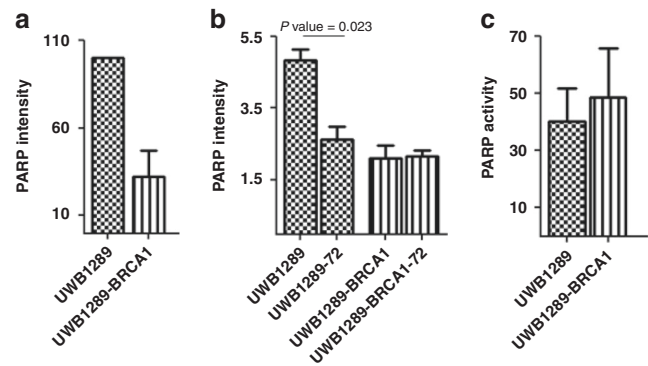 a
PARP intensity
110
60
10
UWB1289
UWB1289-BRCA1
b
P value = 0.023
PARP intensity
5.5
3.5
1.5
UWB1289
UWB1289-72
UWB1289-BRCA1
UWB1289-BRCA1-72
c
PARP activity
70
50
30
10
UWB1289
UWB1289-BRCA1